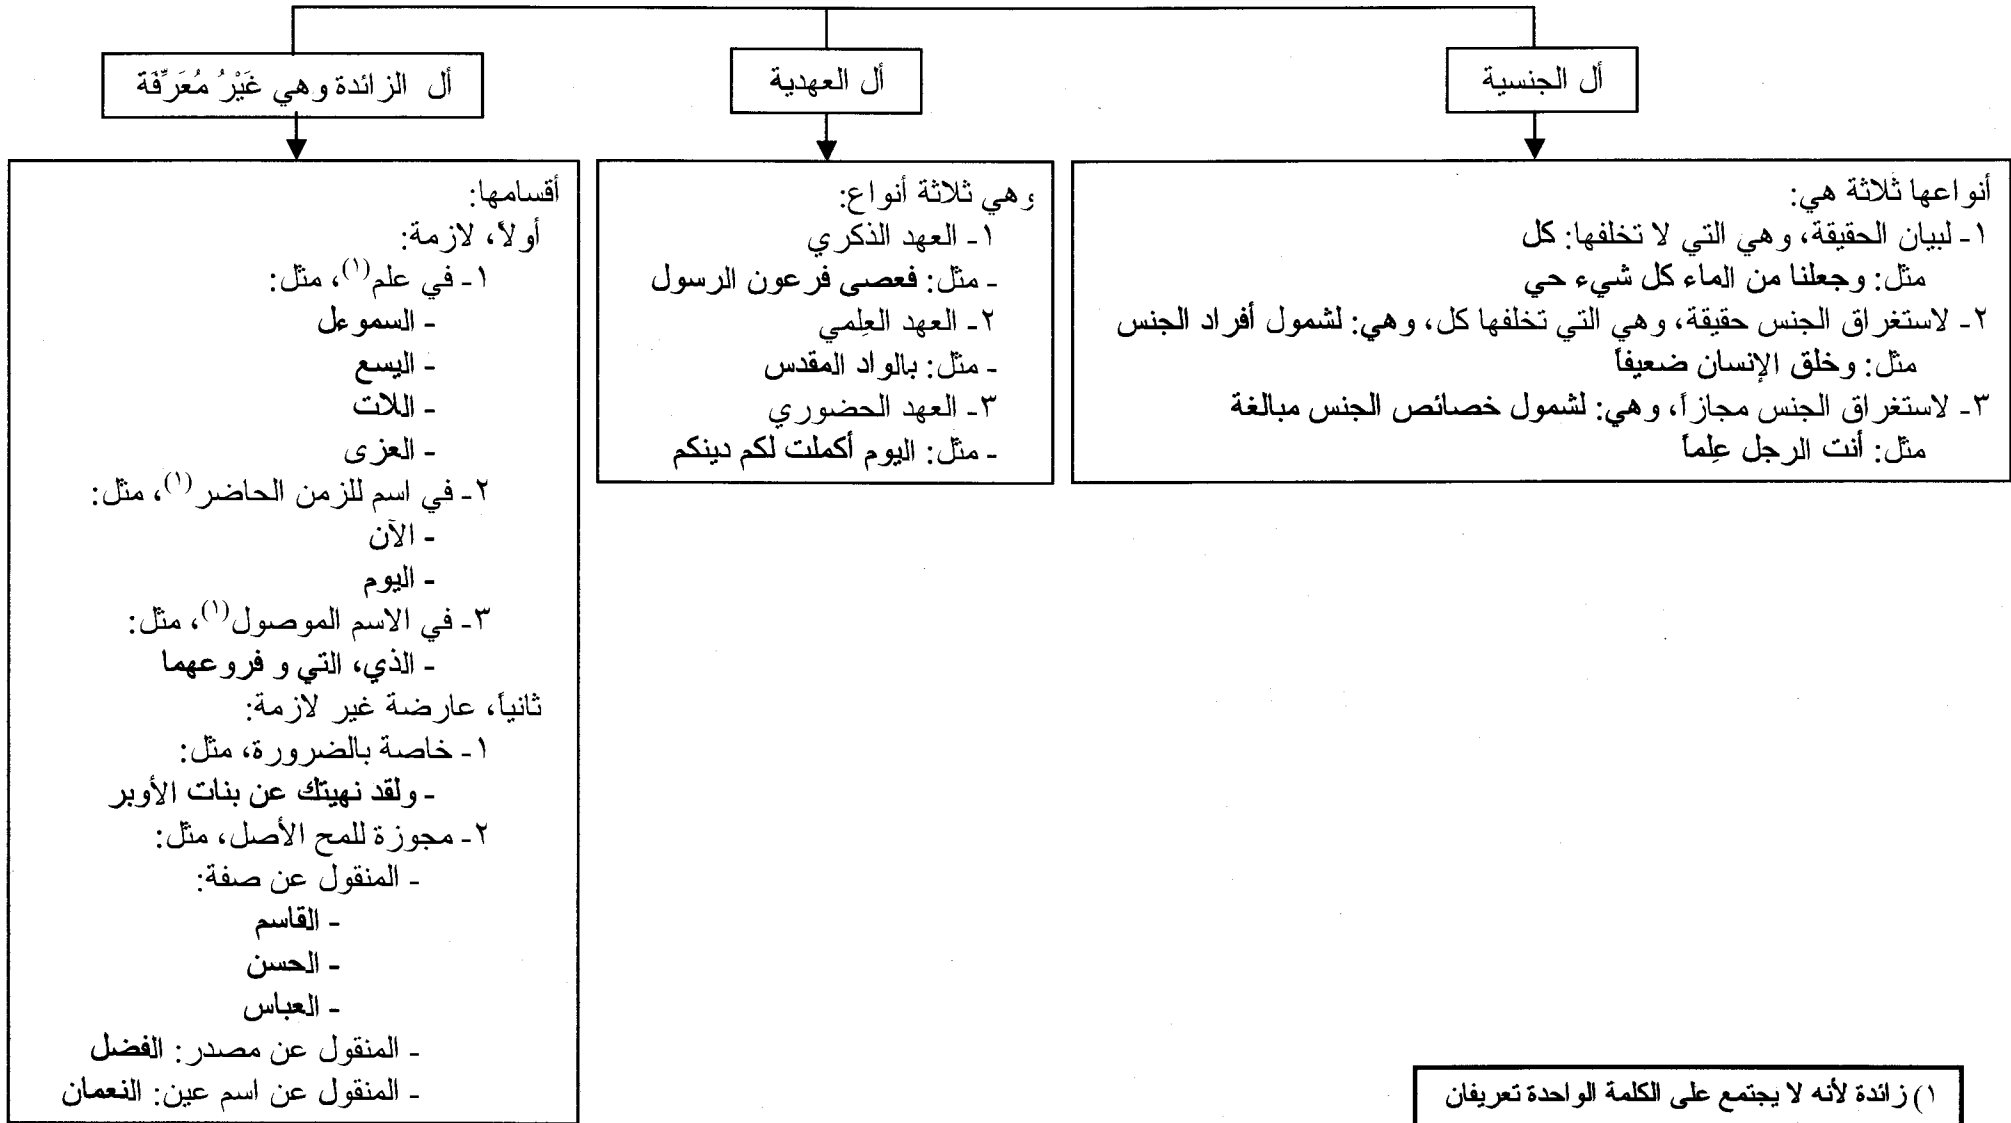 أل الجنسية
أنواعها ثلاثة هي:
١- لبيان الحقيقة، وهي التي لا تخلفها: كل
مثل: وجعلنا من الماء كل شيء حي
٢- لاستغراق الجنس حقيقة، وهي التي تخلفها كل، وهي: لشمول أفراد الجنس
مثل: وخلق الإنسان ضعيفاً
٣- لاستغراق الجنس مجازاً، وهي: لشمول خصائص الجنس مبالغة
مثل: أنت الرجل عِلماً
أل العهدية
وهي ثلاثة أنواع:
١- العهد الذكري
- مثل: فعصى فرعون الرسول
٢- العهد العِلمي
- مثل: بالواد المقدس
٣- العهد الحضوري
- مثل: اليوم أكملت لكم دينكم
أل الزائدة وهي غَيْرُ مُعَرِّفَة
أقسامها:
أولاً، لازمة:
١- في علم(١)، مثل:
- السموءل
- اليسع
- اللات
- العزى
٢- في اسم للزمن الحاضر(١)، مثل:
- الآن
- اليوم
٣- في الاسم الموصول(١)، مثل:
- الذي، التي و فروعهما
ثانياً، عارضة غير لازمة:
١- خاصة بالضرورة، مثل:
- ولقد نهيتك عن بنات الأوبر
٢- مجوزة للمح الأصل، مثل:
- المنقول عن صفة:
- القاسم
- الحسن
- العباس
- المنقول عن مصدر: الفضل
- المنقول عن اسم عين: النعمان
١) زائدة لأنه لا يجتمع على الكلمة الواحدة تعريفان